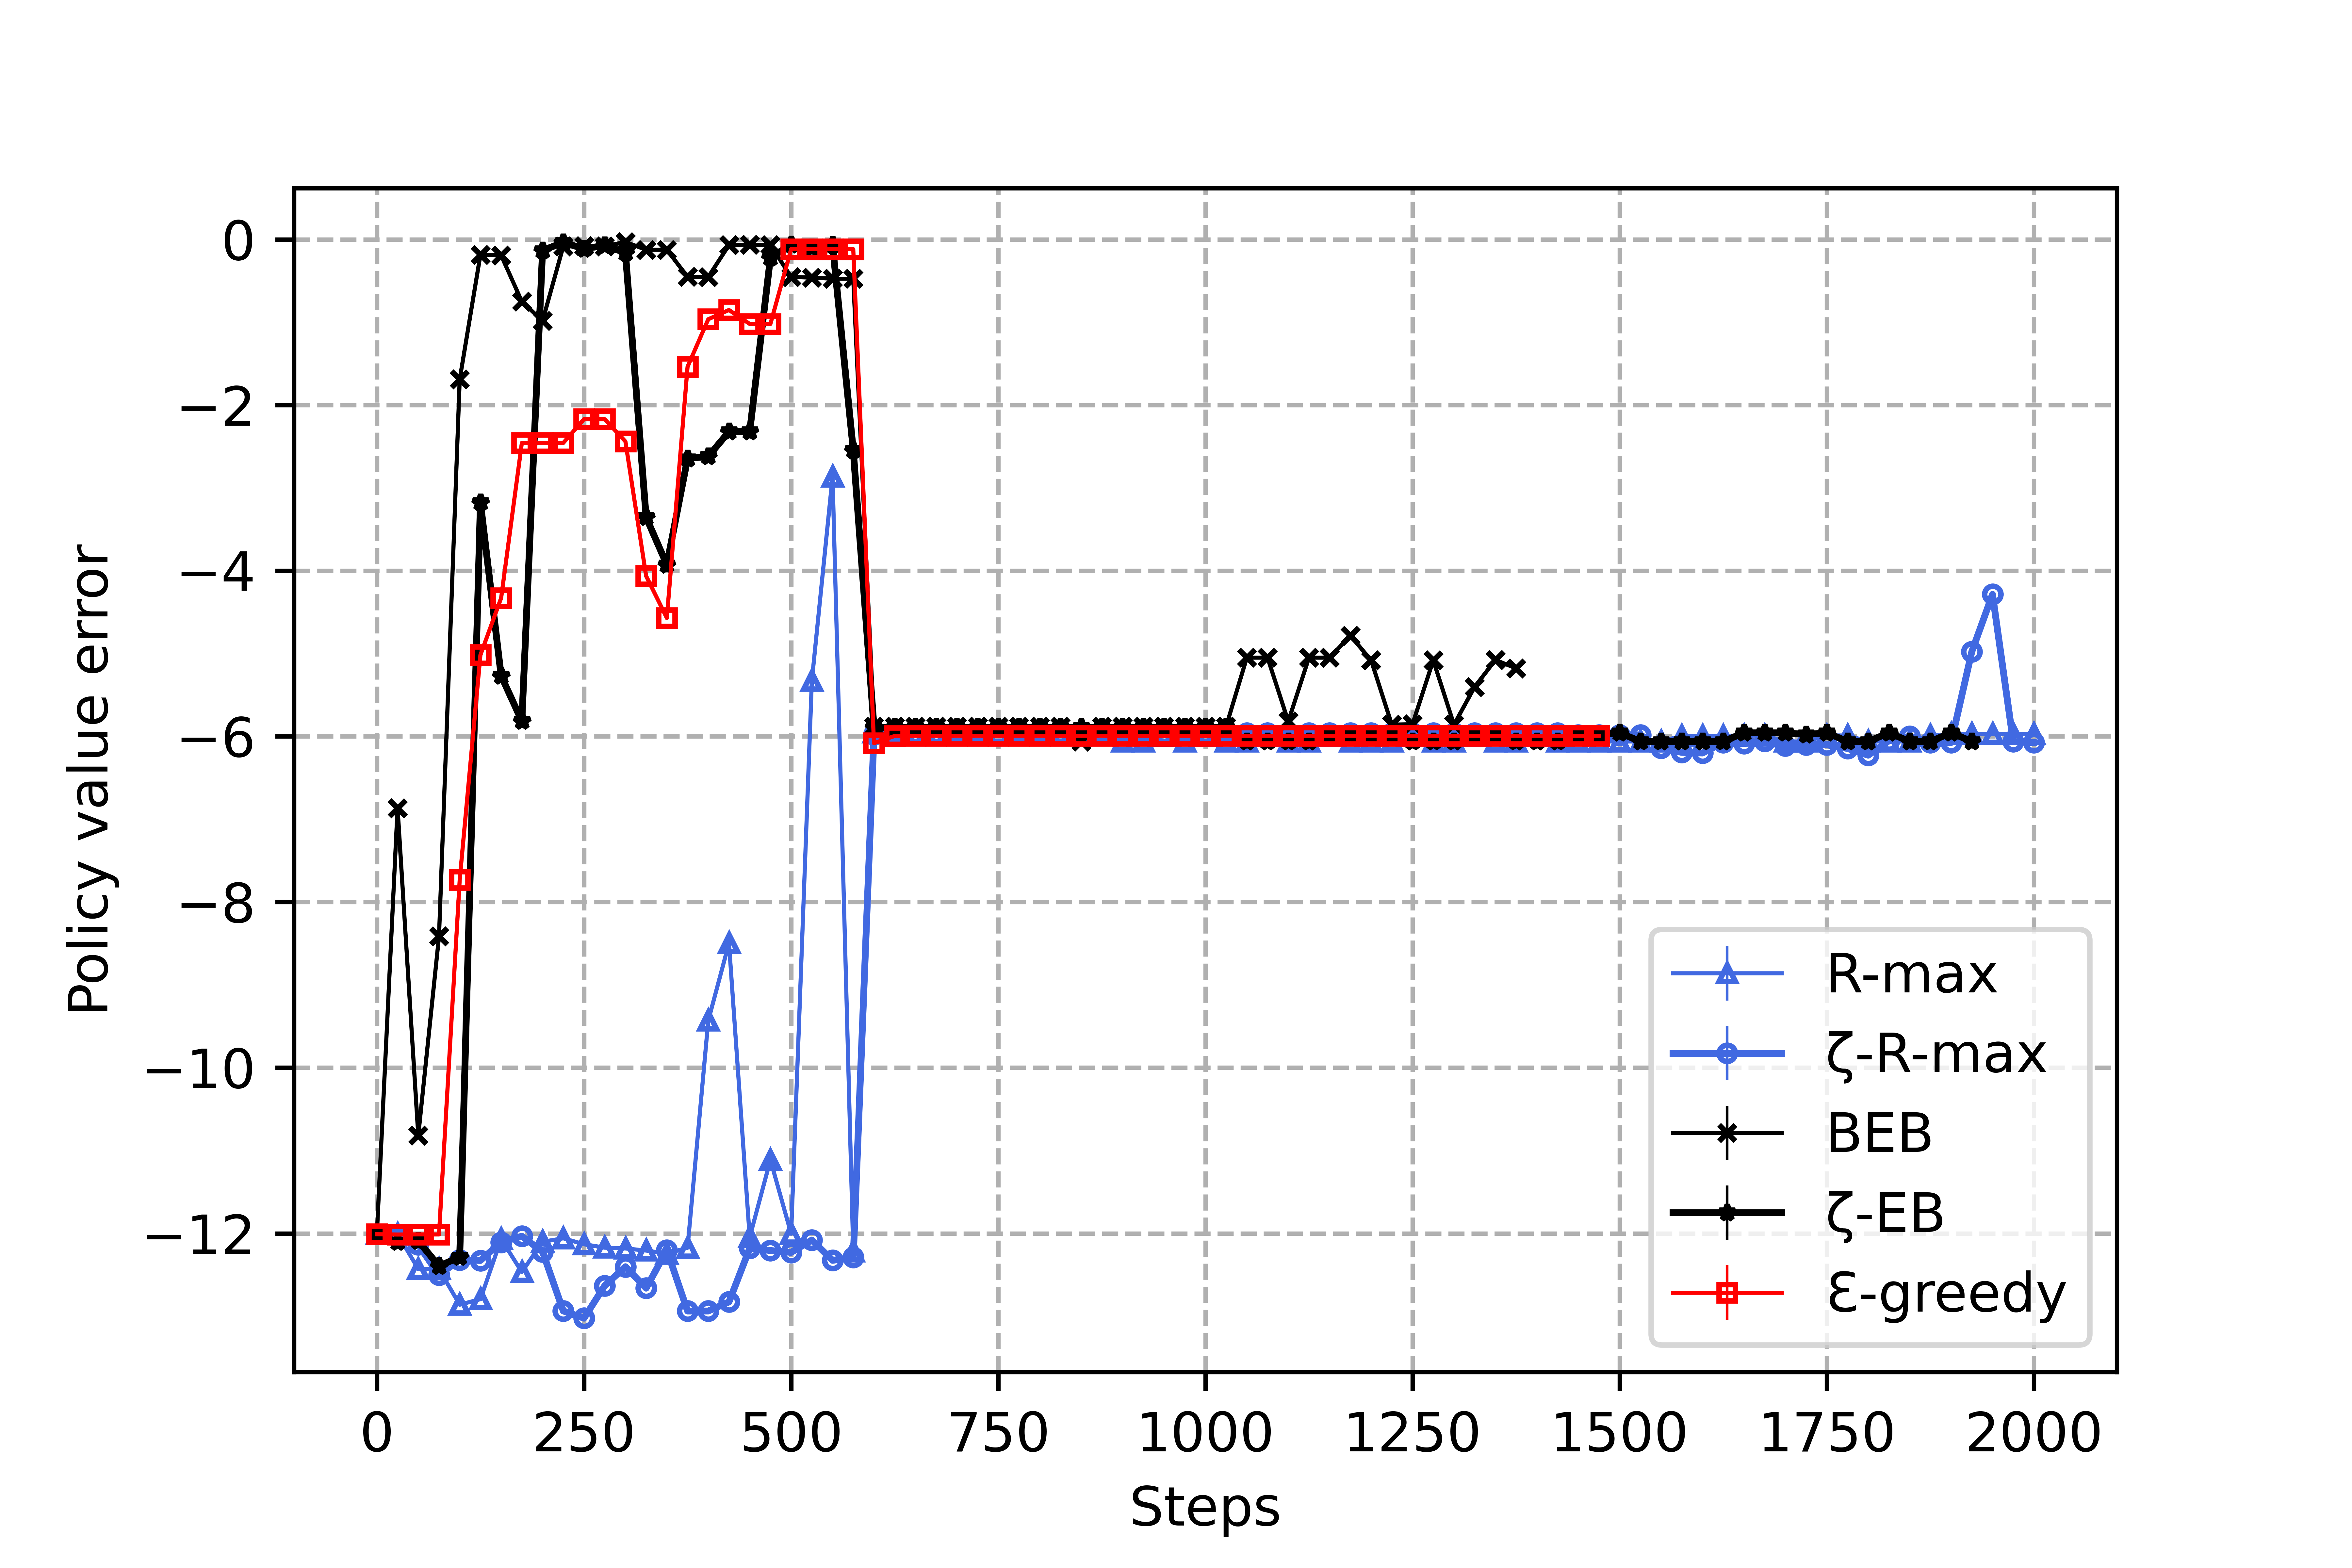 0
−2
−4
−6
−8
−10
−12
Policy value error
0 250 500 750 1000 1250 1500 1750 2000
Steps
R-max
ζ-R-max
BEB
ζ-EB
Ɛ-greedy